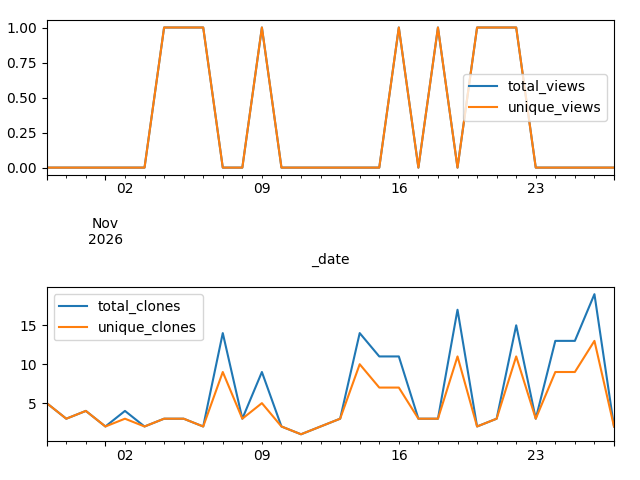 1.00
0.75
0.50
0.25
0.00
total_views
unique_views
02
09
16
23
Nov
2026
_date
total_clones
unique_clones
15
10
5
02
09
16
23